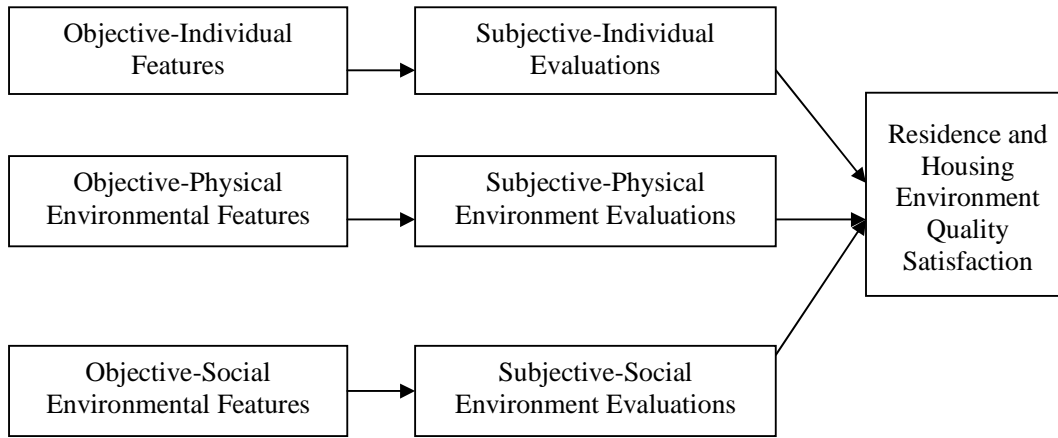 Objective-Individual
Features
Subjective-Individual
Evaluations
Objective-Physical
Environmental Features
Subjective-Physical
Environment Evaluations
Objective-Social
Environmental Features
Subjective-Social
Environment Evaluations
Residence and
Housing
Environment
Quality
Satisfaction